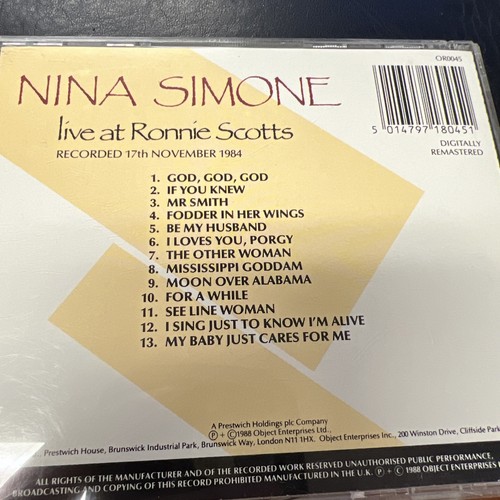 OR0045
NINA SIMONE
live at Ronnie Scotts
RECORDED 17th NOVEMBER 1984
5 014797 180451
DIGITALLY
REMASTERED
1. GOD, GOD, GOD
2. IF YOU KNEW
3. MR SMITH
4. FODDER IN HER WINGS
5. BE MY HUSBAND
6. I LOVES YOU, PORGY
7. THE OTHER WOMAN
8. MISSISSIPPI GODDAM
9. MOON OVER ALABAMA
10. FOR A WHILE
11. SEE LINE WOMAN
12. I SING JUST TO KNOW I'M ALIVE
13. MY BABY JUST CARES FOR ME
A Prestwich Holdings plc Company
Ⓟ + ©1988 Object Enterprises Ltd.,
Prestwich House, Brunswick Industrial Park, Brunswick Way, London N11 1HX. Object Enterprises Inc., 200 Winston Drive, Cliffside Park
ALL RIGHTS OF THE MANUFACTURER AND OF THE RECORDED WORK RESERVED UNAUTHORISED PUBLIC PERFORMANCE,
BROADCASTING AND COPYING OF THIS RECORD PROHIBITED MANUFACTURED IN THE U.K. Ⓟ + © 1988 OBJECT ENTERPRISES